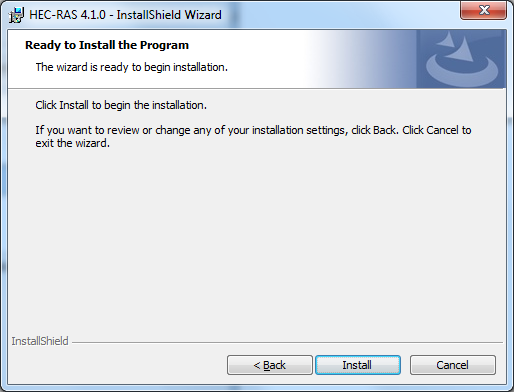 HEC-RAS 4.1.0 - InstallShield Wizard
Ready to Install the Program
The wizard is ready to begin installation.
Click Install to begin the installation.
If you want to review or change any of your installation settings, click Back. Click Cancel to
exit the wizard.
InstallShield
< Back
Install
Cancel